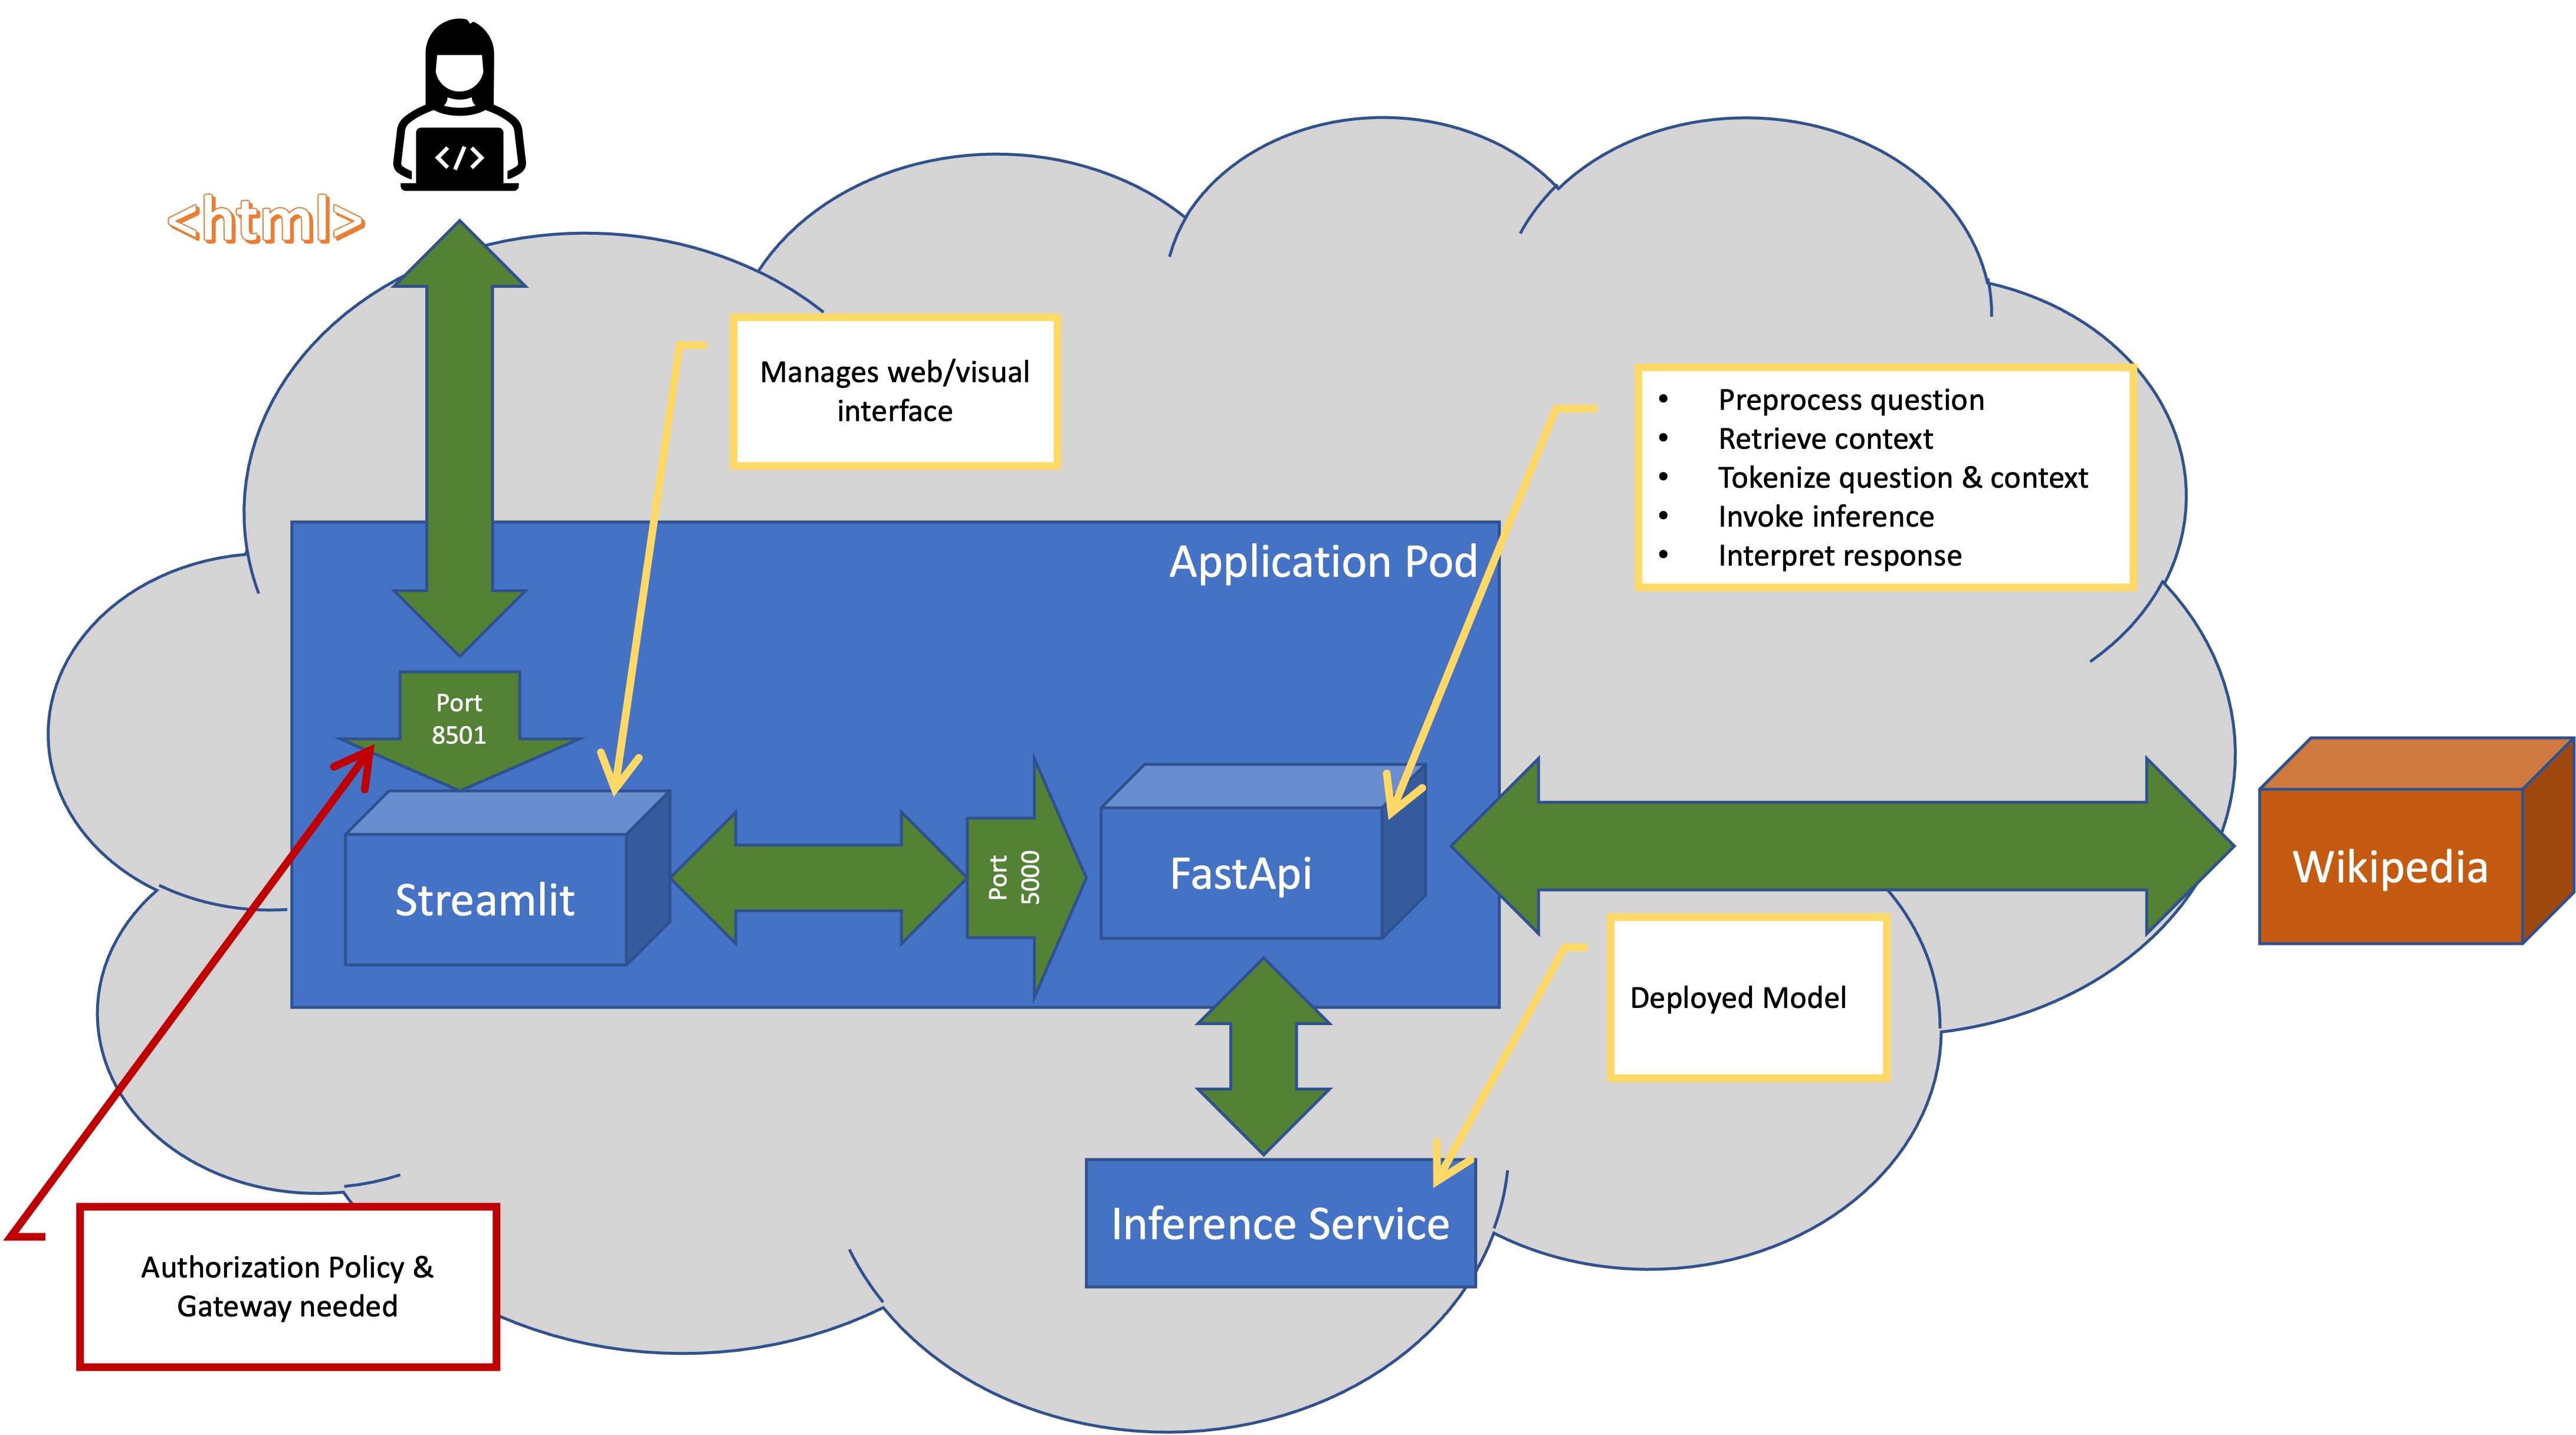 </>
<html>
Manages web/visual
interface
• Preprocess question
• Retrieve context
• Tokenize question & context
• Invoke inference
• Interpret response
Application Pod
Port
8501
Streamlit
Port
5000
FastApi
Wikipedia
Deployed Model
Inference Service
Authorization Policy &
Gateway needed